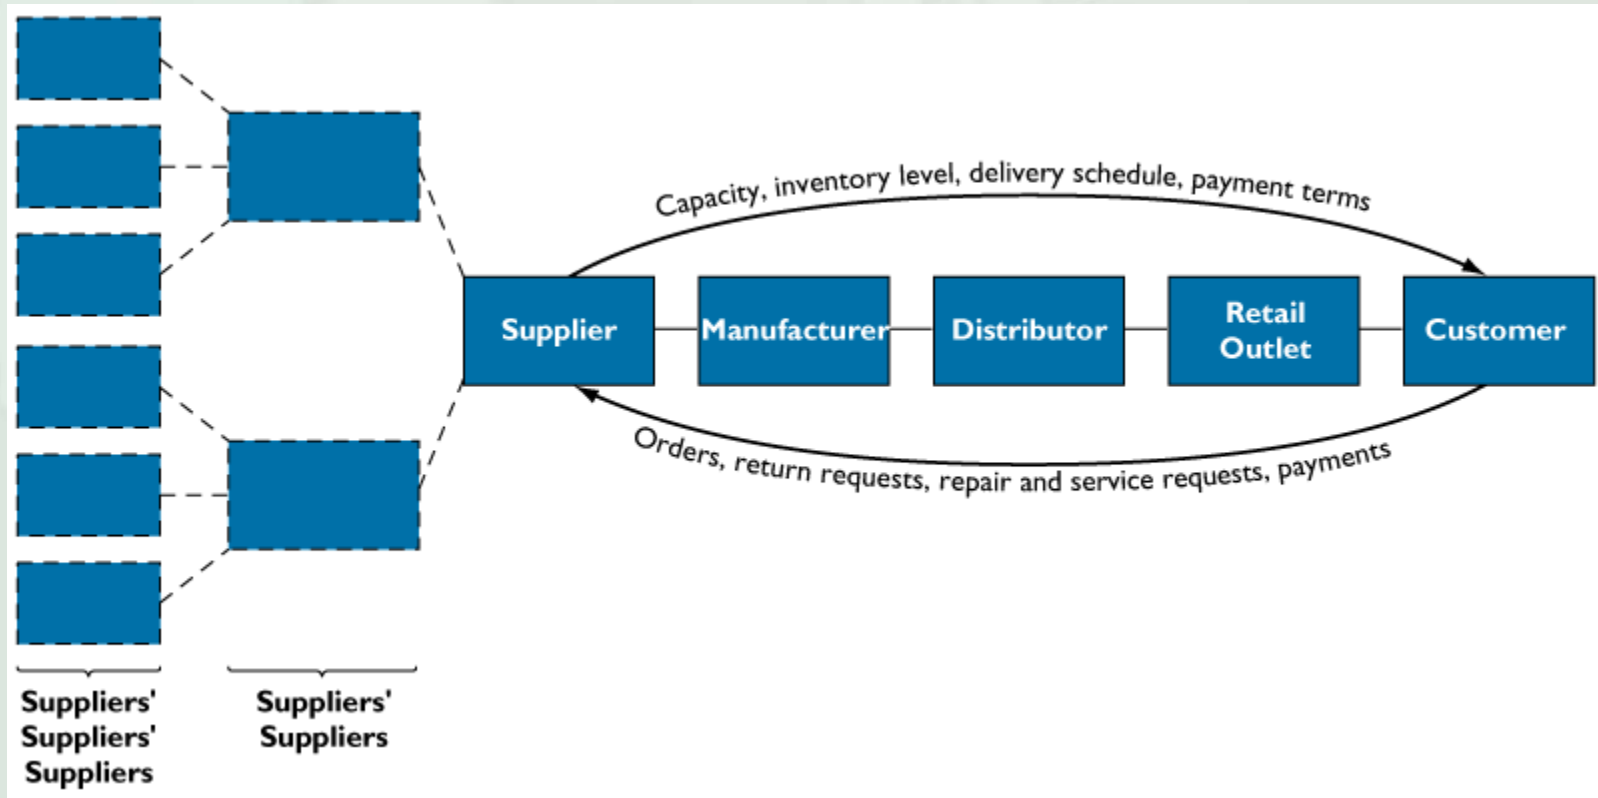 Capacity, inventory level, delivery schedule, payment terms
Supplier
Manufacturer
Distributor
Retail
Outlet
Customer
Orders, return requests, repair and service requests, payments
Suppliers'
Suppliers'
Suppliers
Suppliers'
Suppliers